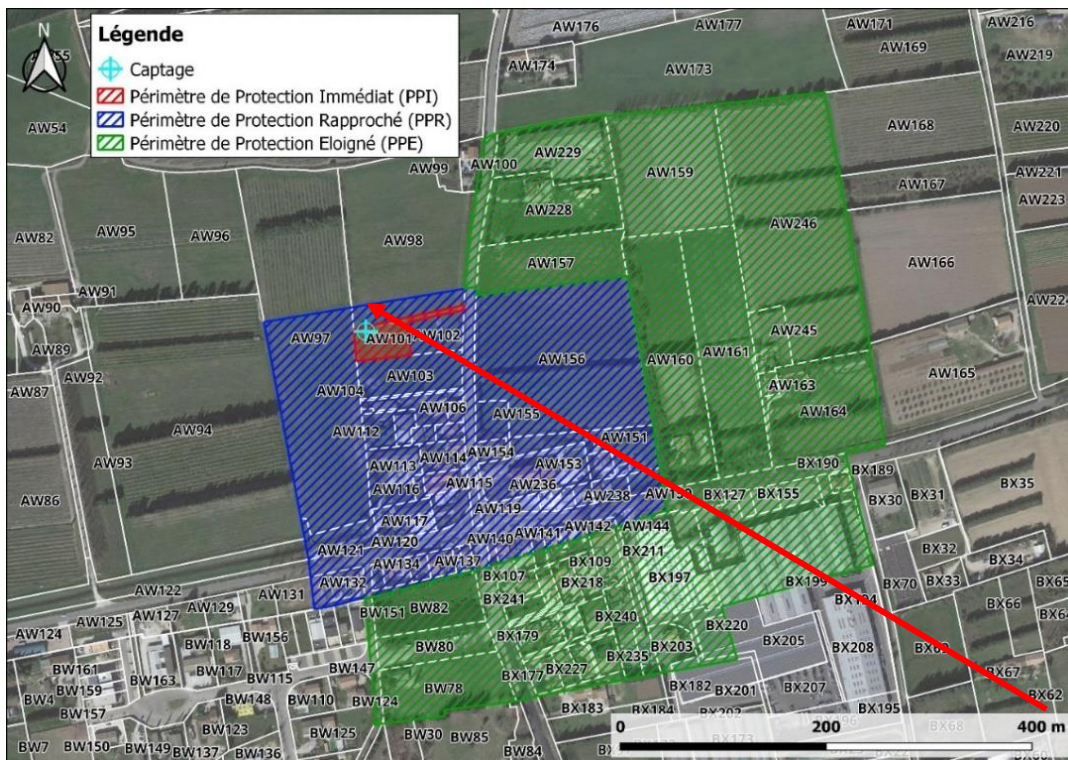 N
Légende
Captage
Périmètre de Protection Immédiat (PPI)
Périmètre de Protection Rapproché (PPR)
Périmètre de Protection Eloigné (PPE)
AW176 AW177 AW171 AW216
AW169 AW219
AW174 AW173
AW54 AW168 AW220
AW229
AW99 AW100 AW159 AW167 AW221
AW223
AW228 AW246
AW82 AW95 AW96 AW98
AW157 AW166
AW91
AW90 AW245
AW97 AW101 AW102 AW156
AW89 AW160 AW161
AW92 AW103 AW163 AW165
AW87 AW104
AW106 AW155 AW164
AW94 AW112 AW151
AW93 AW113 AW114 AW154 AW153 BX190 BX189
AW86 AW116 AW115 AW236 AW238 BX127 BX155 BX30 BX31 BX35
AW119
AW117 AW142 AW144
AW121 AW120 AW140 AW141 BX211 BX32 BX34
AW134 AW137 BX109
AW132 BX107 BX218 BX197 BX199 BX70 BX33
AW122 AW131 BW151 BW82 BX241
AW129 BX66
AW124 AW125 AW127 BX240 BX220
BW156 BX179
BW118 BW80 BX203 BX205 BX208
BW161 BW163 BW117 BW147 BX235
BW4 BW159 BW115 BX177 BX227 BX67
BW78 BX182 BX201 BX207 BX62
BW157 BW148 BW110 BW124 BX183 BX184 BX195
BW123 BW125 BX202 BX68
BW7 BW150 BW149 BW137 BW136 BW30 BW85 BW84 BX173
0 200 400 m